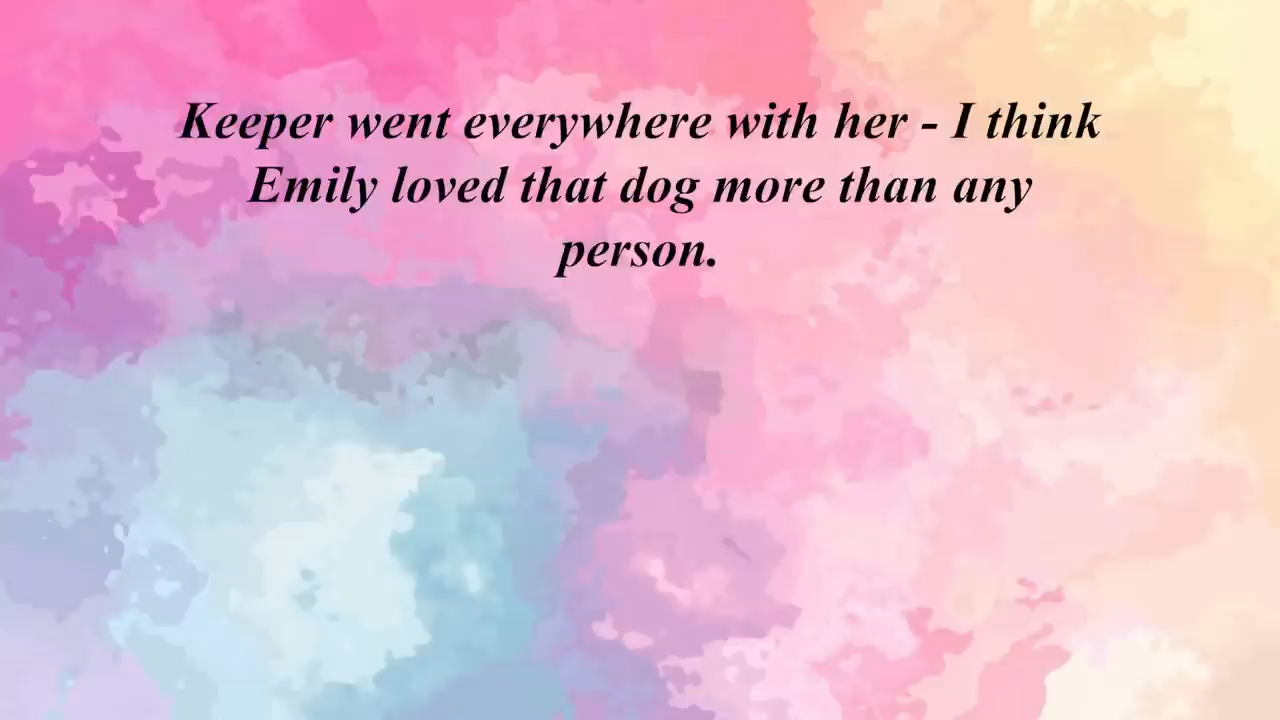 Keeper went everywhere with her - I think
Emily loved that dog more than any
person.